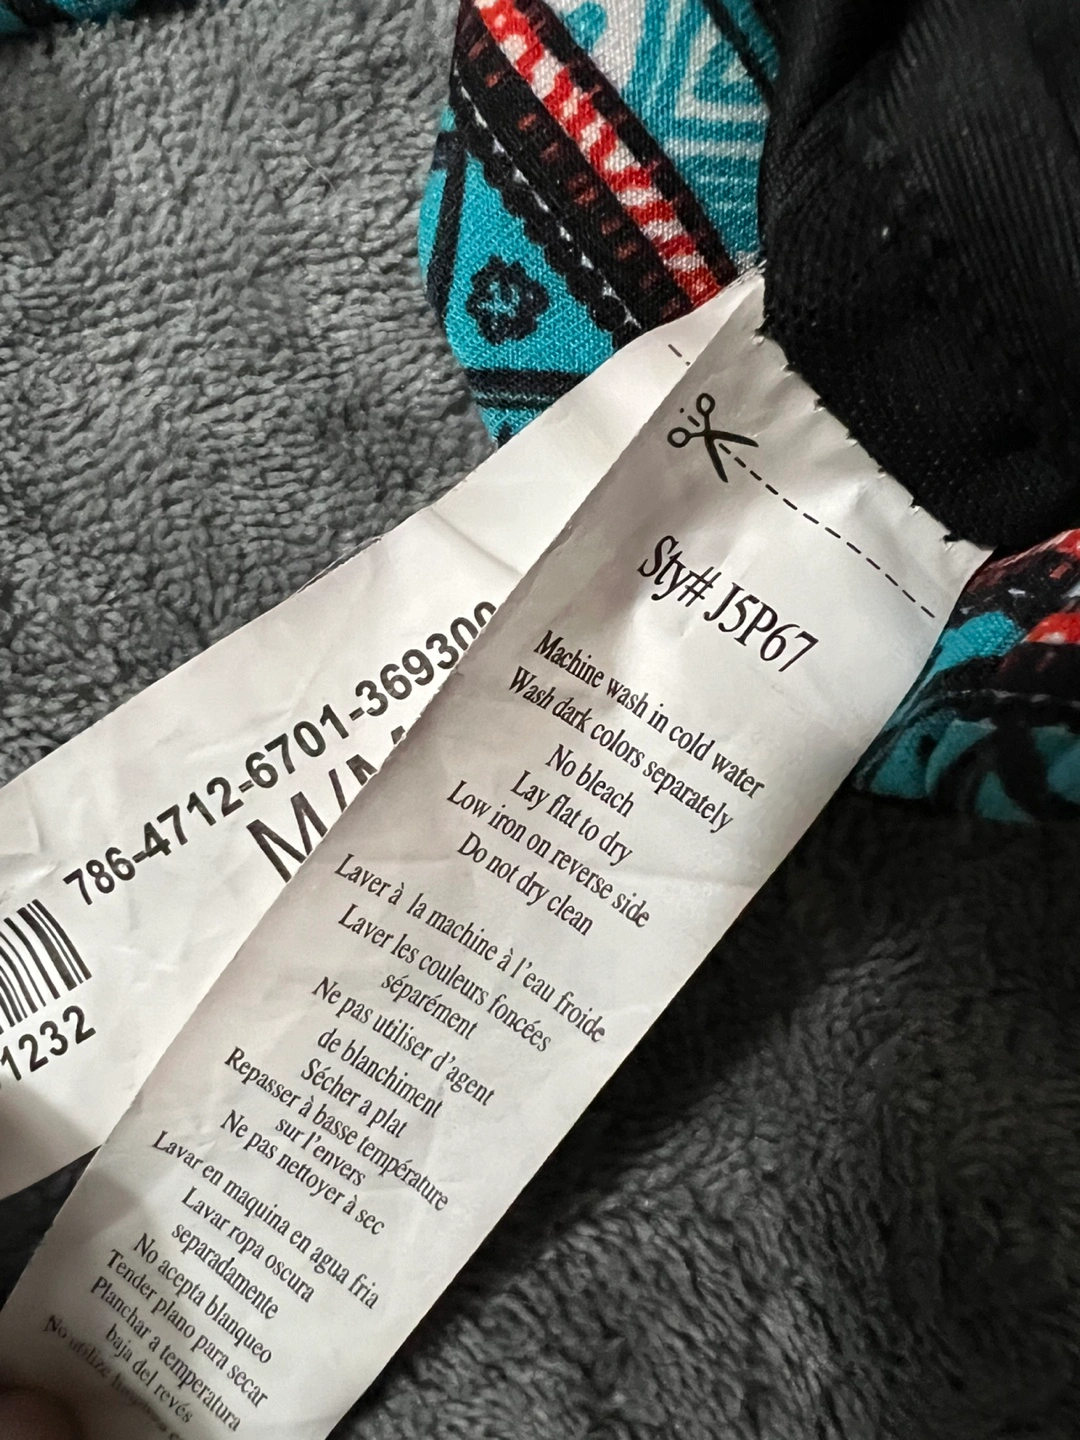 Sty# J5P67
Machine wash in cold water
Wash dark colors separately
No bleach
Lay flat to dry
Low iron on reverse side
Do not dry clean
Laver à la machine à l'eau froide
Laver les couleurs foncées
séparément
Ne pas utiliser d'agent
de blanchiment
Sécher a plat
Repasser à basse température
sur l'envers
Ne pas nettoyer à sec
Lavar en maquina en agua fria
Lavar ropa oscura
separadamente
No acepta blanqueo
Tender plano para secar
Planchar a temperatura
baja del revés
No utilize
786-4712-6701-369300
M/
1232